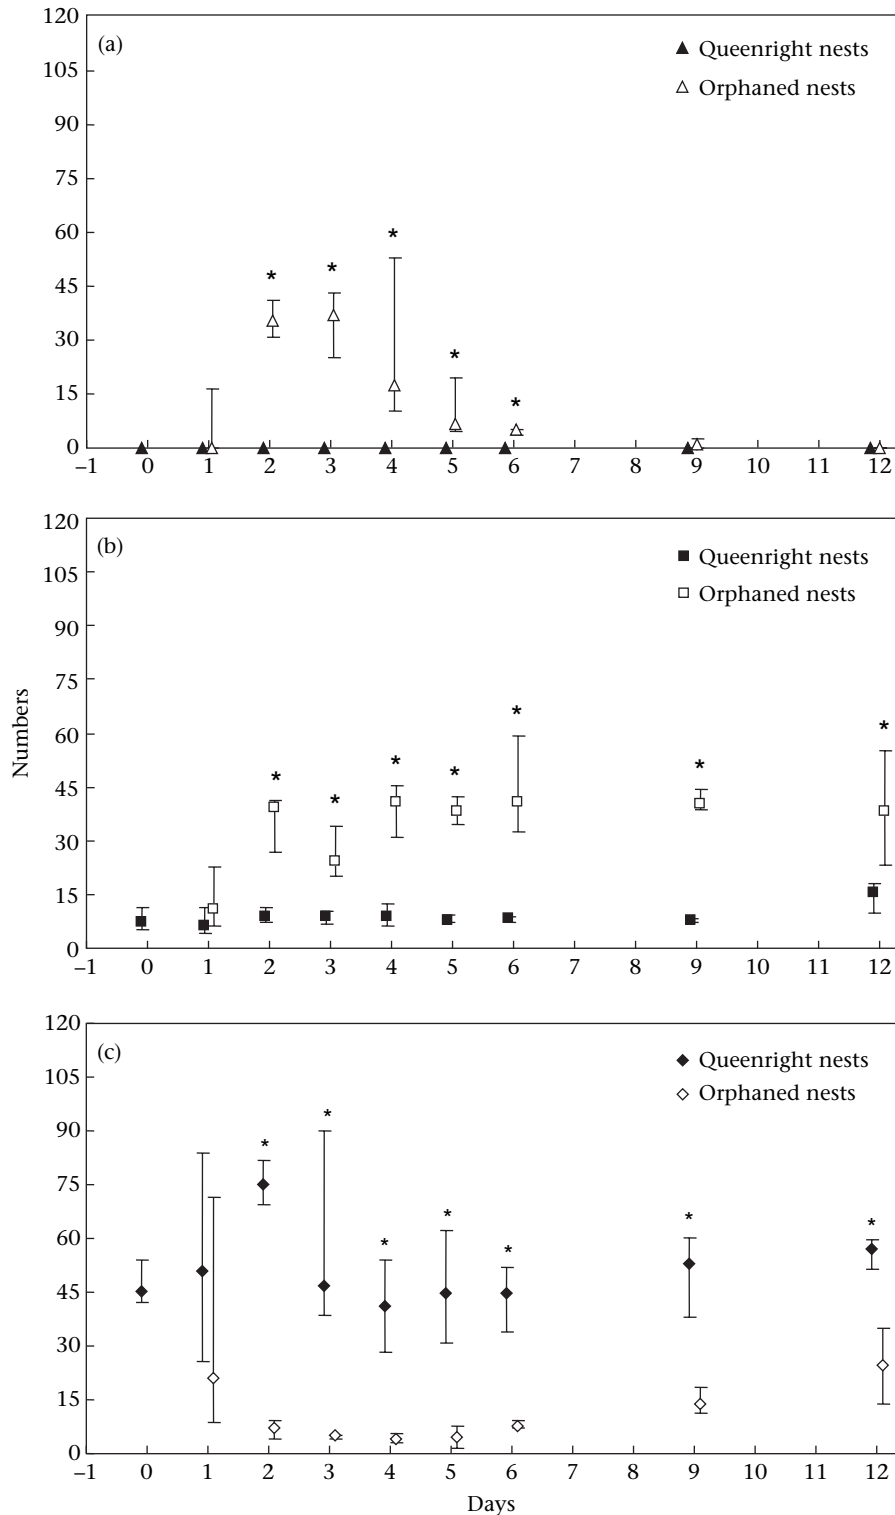 120
(a)
▲ Queenright nests
105
△ Orphaned nests
90
75
60
*
* *
45
*
30
*
15
0
–1 0 1 2 3 4 5 6 7 8 9 10 11 12
120
(b)
■ Queenright nests
105
□ Orphaned nests
90
75
*
60
* * * * * *
45
30
15
0
–1 0 1 2 3 4 5 6 7 8 9 10 11 12
Numbers
120
(c)
◆ Queenright nests
105
◇ Orphaned nests
90
* *
75
* * * * *
60
45
30
15
0
–1 0 1 2 3 4 5 6 7 8 9 10 11 12
Days